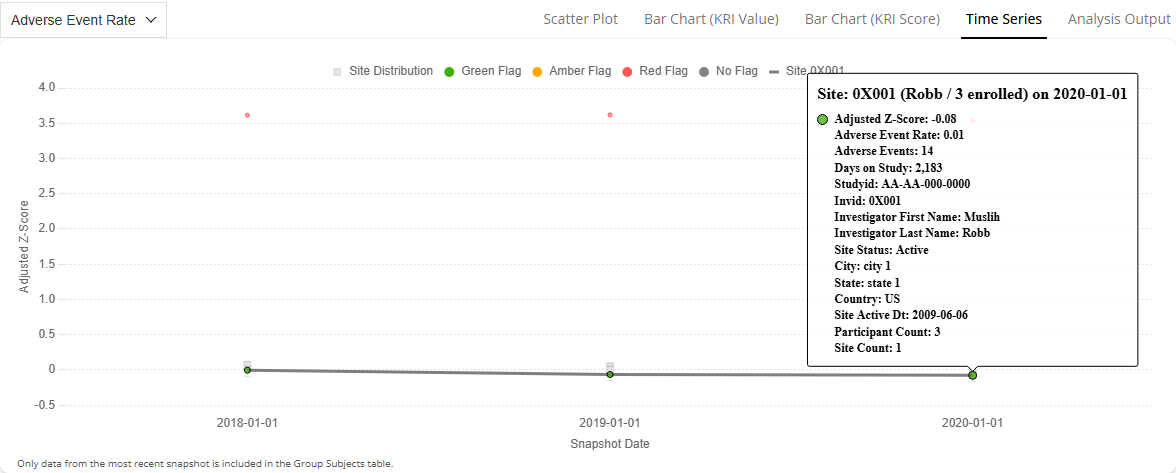 Adverse Event Rate
Scatter Plot
Bar Chart (KRI Value)
Bar Chart (KRI Score)
Time Series
Analysis Output
Site Distribution
Green Flag
Amber Flag
Red Flag
No Flag
Site 0X001
Adjusted Z-Score
4.0
3.5
3.0
2.5
2.0
1.5
1.0
0.5
0
-0.5
Site: 0X001 (Robb / 3 enrolled) on 2020-01-01
Adjusted Z-Score: -0.08
Adverse Event Rate: 0.01
Adverse Events: 14
Days on Study: 2,183
Studyid: AA-AA-000-0000
Invid: 0X001
Investigator First Name: Muslih
Investigator Last Name: Robb
Site Status: Active
City: city 1
State: state 1
Country: US
Site Active Dt: 2009-06-06
Participant Count: 3
Site Count: 1
2018-01-01
2019-01-01
2020-01-01
Snapshot Date
Only data from the most recent snapshot is included in the Group Subjects table.